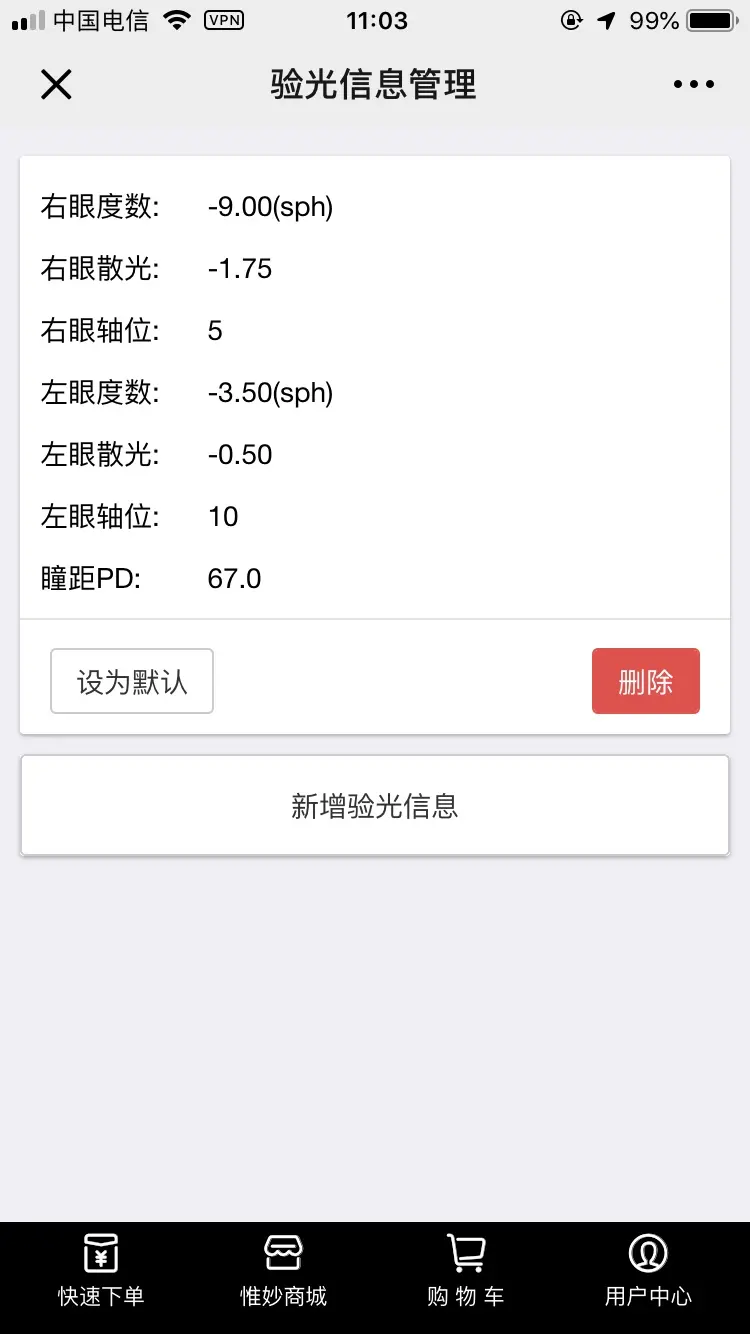 中国电信 VPN 11:03 99%
验光信息管理
右眼度数: -9.00(sph)
右眼散光: -1.75
右眼轴位: 5
左眼度数: -3.50(sph)
左眼散光: -0.50
左眼轴位: 10
瞳距PD: 67.0
设为默认 删除
新增验光信息
快速下单 惟妙商城 购物车 用户中心